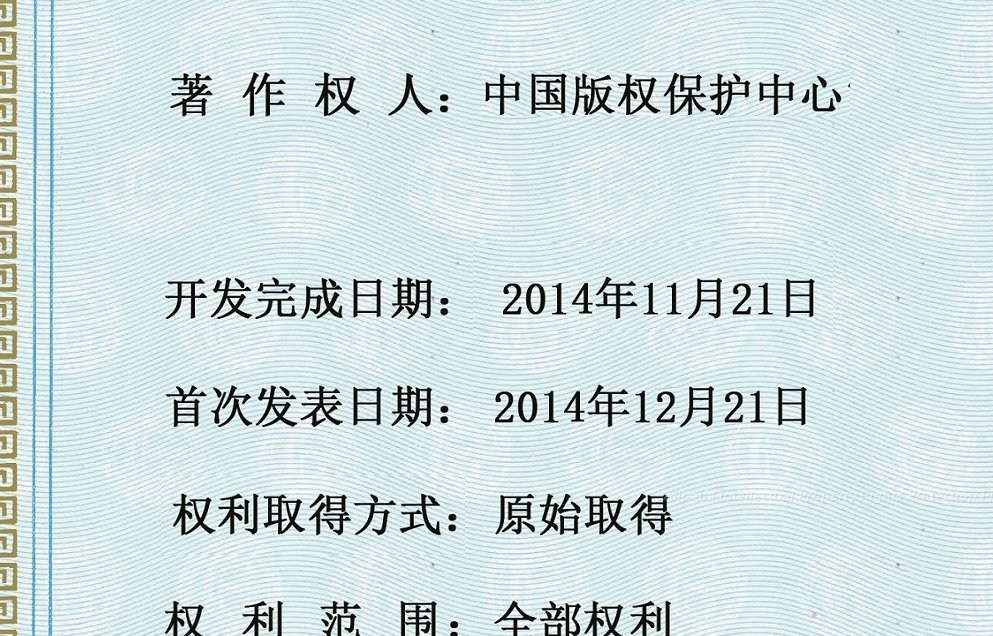 著 作 权 人：中国版权保护中心
开发完成日期： 2014年11月21日
首次发表日期： 2014年12月21日
权利取得方式：原始取得
权 利 范 围：全部权利